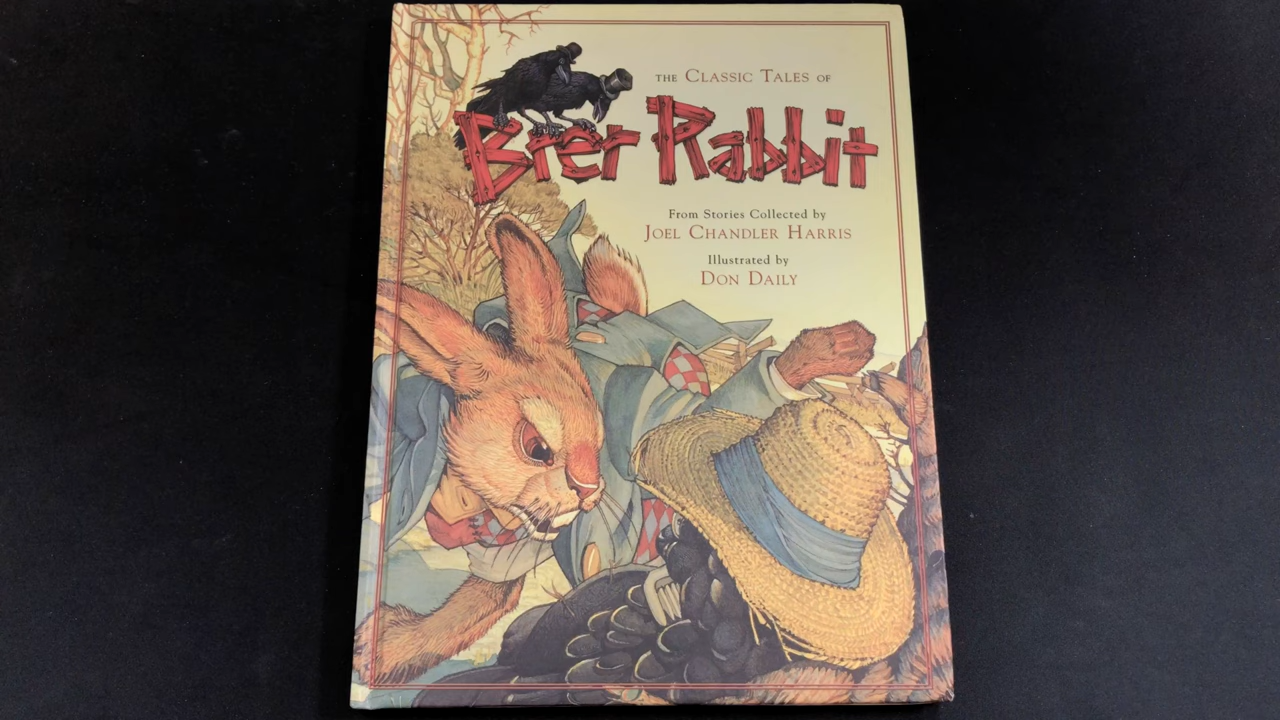 THE CLASSIC TALES OF
Brer Rabbit
From Stories Collected by
JOEL CHANDLER HARRIS
Illustrated by
DON DAILY